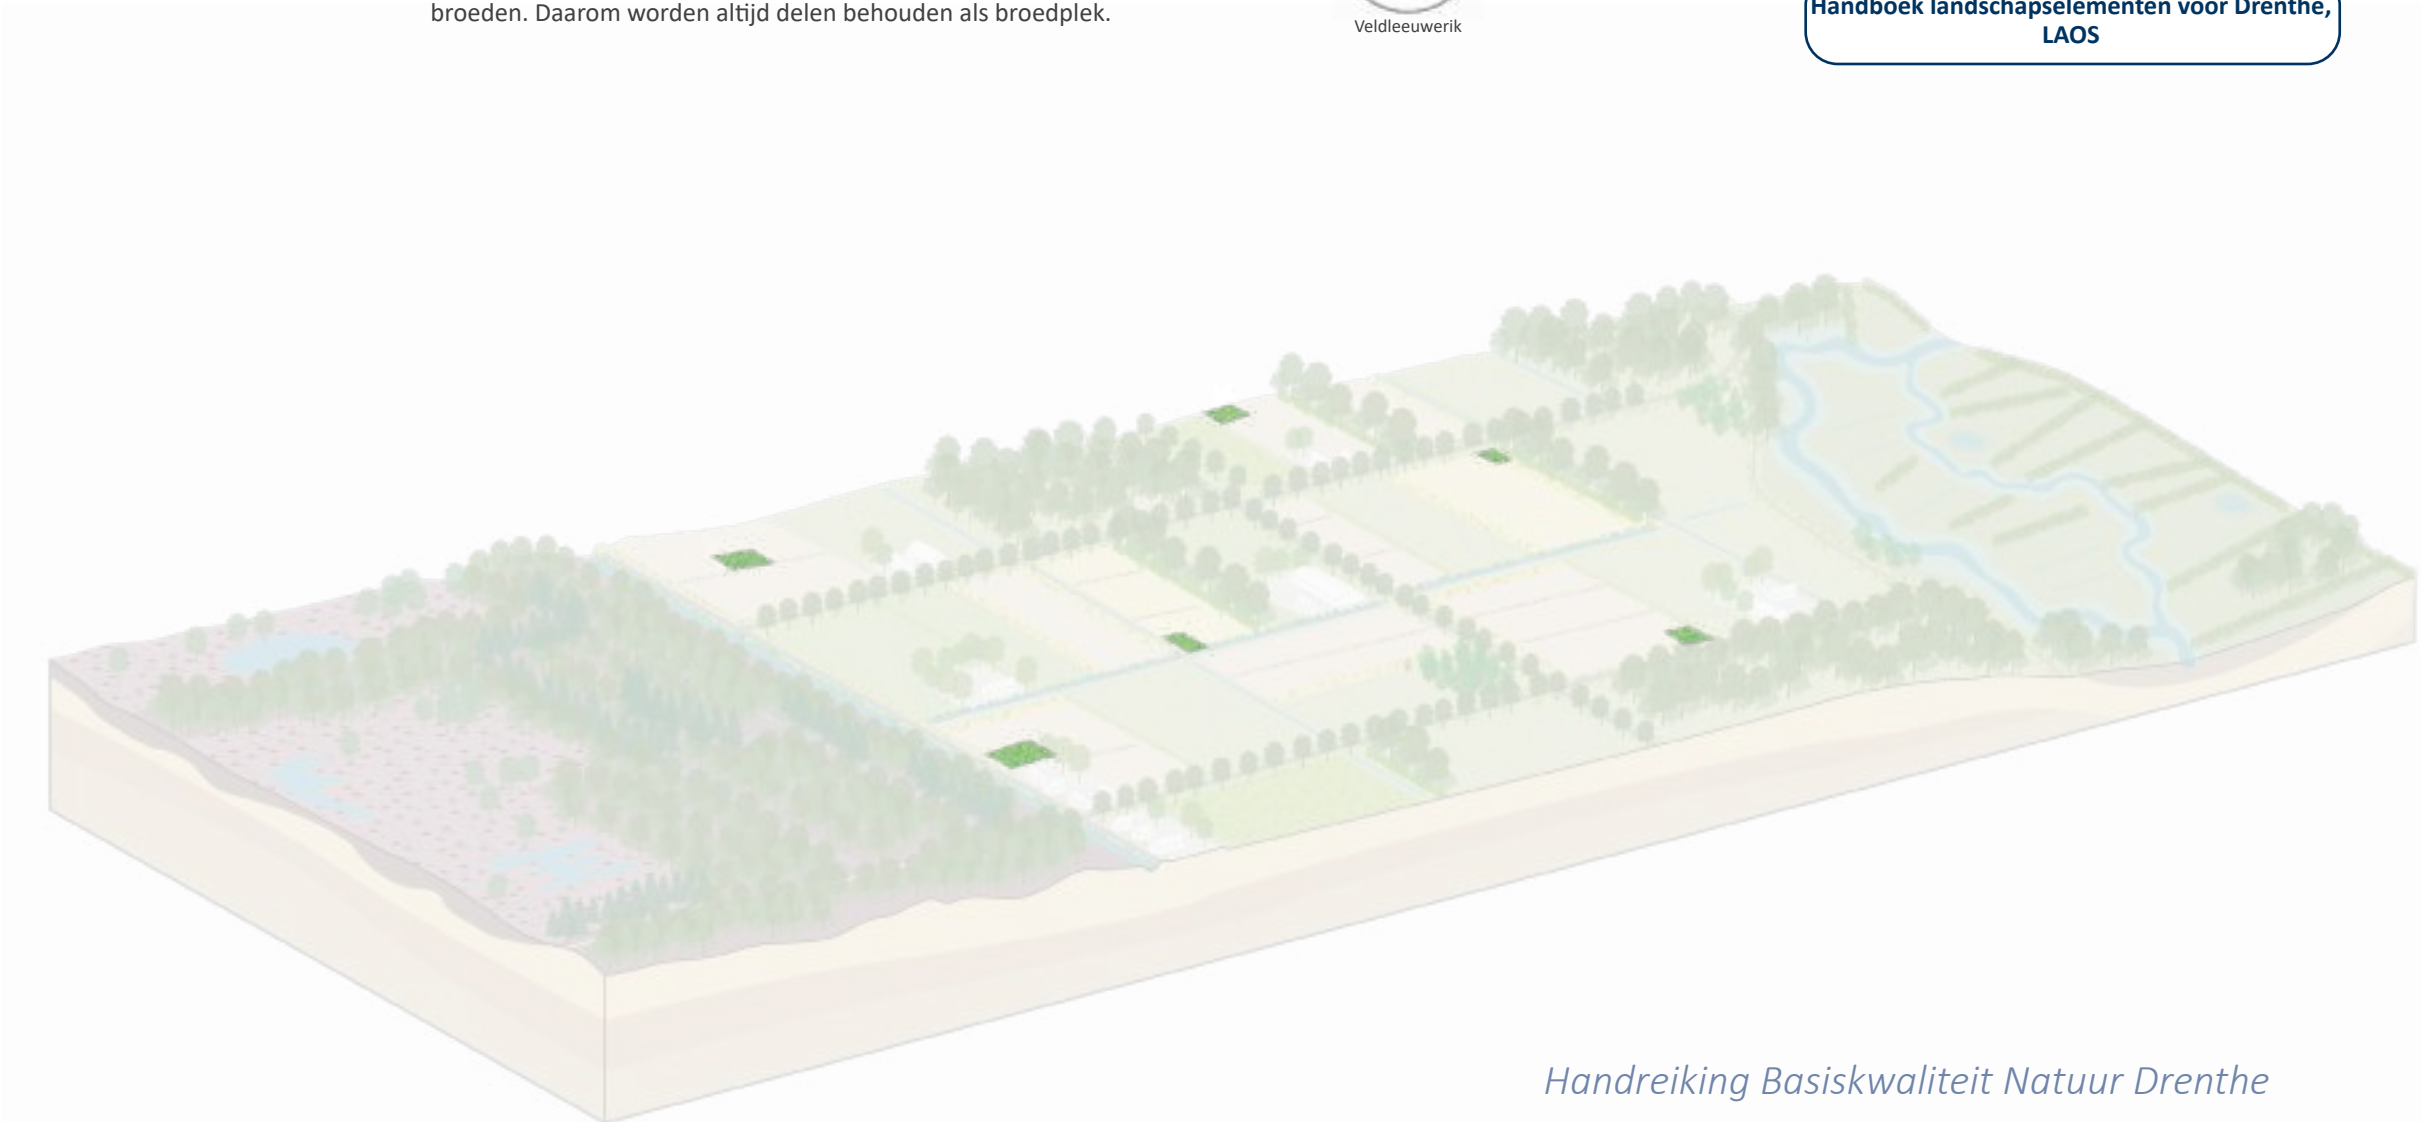 broeden. Daarom worden altijd delen behouden als broedplek.
Veldleeuwerik
Handboek landschapselementen voor Drenthe,
LAOS
Handreiking Basiskwaliteit Natuur Drenthe